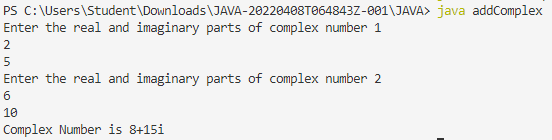 PS C:\Users\Student\Downloads\JAVA-20220408T064843Z-001\JAVA> java addComplex
Enter the real and imaginary parts of complex number 1
2
5
Enter the real and imaginary parts of complex number 2
6
10
Complex Number is 8+15i